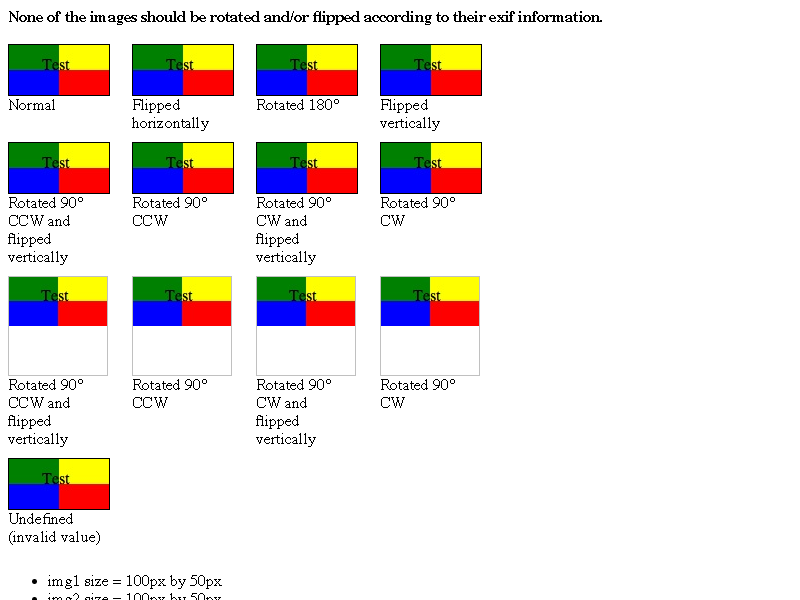 None of the images should be rotated and/or flipped according to their exif information.
Test Test Test Test
Normal Flipped horizontally Rotated 180° Flipped vertically
Test Test Test Test
Rotated 90° CCW and flipped vertically
Rotated 90° CCW
Rotated 90° CW and flipped vertically
Rotated 90° CW
Test Test Test Test
Rotated 90° CCW and flipped vertically
Rotated 90° CCW
Rotated 90° CW and flipped vertically
Rotated 90° CW
Test
Undefined
(invalid value)
• img1 size = 100px by 50px
• img2 size = 100px by 50px